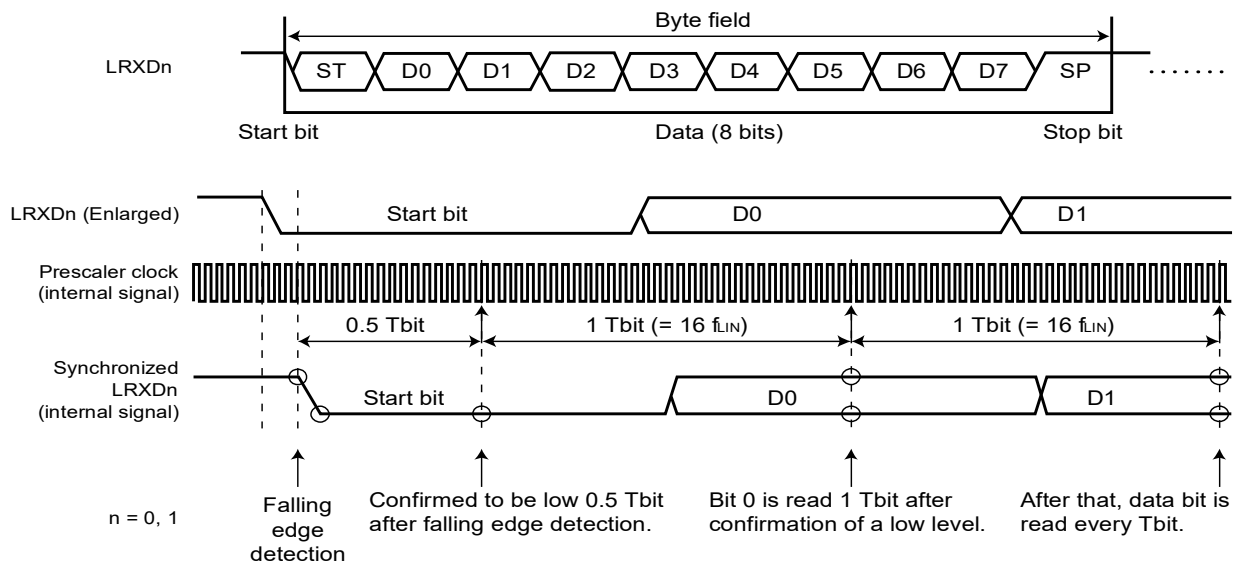 Byte field
LRXDn
ST D0 D1 D2 D3 D4 D5 D6 D7 SP
Start bit Data (8 bits) Stop bit
LRXDn (Enlarged) Start bit D0 D1
Prescaler clock
(internal signal)
0.5 Tbit 1 Tbit (= 16 fLIN) 1 Tbit (= 16 fLIN)
Synchronized
LRXDn
(internal signal)
Start bit D0 D1
n = 0, 1
Falling
edge
detection
Confirmed to be low 0.5 Tbit
after falling edge detection.
Bit 0 is read 1 Tbit after
confirmation of a low level.
After that, data bit is
read every Tbit.